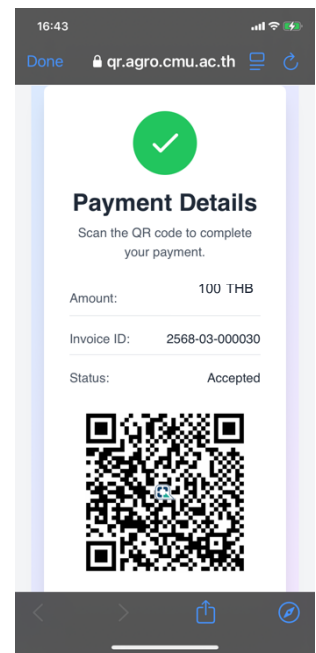 16:43
Done qr.agro.cmu.ac.th
Payment Details
Scan the QR code to complete
your payment.
Amount: 100 THB
Invoice ID: 2568-03-000030
Status: Accepted